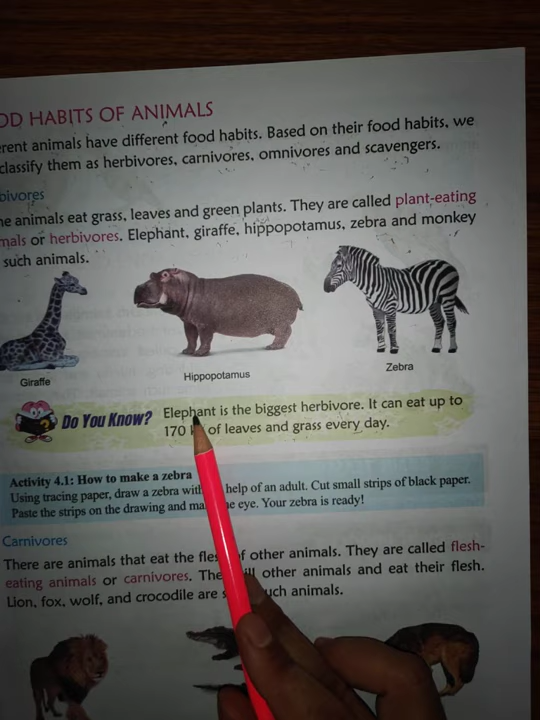 OD HABITS OF ANIMALS
erent animals have different food habits. Based on their food habits, we
classify them as herbivores, carnivores, omnivores and scavengers.
bivores
ne animals eat grass, leaves and green plants. They are called plant-eating
mals or herbivores. Elephant, giraffe, hippopotamus, zebra and monkey
such animals.
Giraffe
Hippopotamus
Zebra
Do You Know?
Elephant is the biggest herbivore. It can eat up to
170 of leaves and grass every day.
Activity 4.1: How to make a zebra
Using tracing paper, draw a zebra with help of an adult. Cut small strips of black paper.
Paste the strips on the drawing and eye. Your zebra is ready!
Carnivores
There are animals that eat the of other animals. They are called flesh-
eating animals or carnivores. other animals and eat their flesh.
Lion, fox, wolf, and crocodile are such animals.